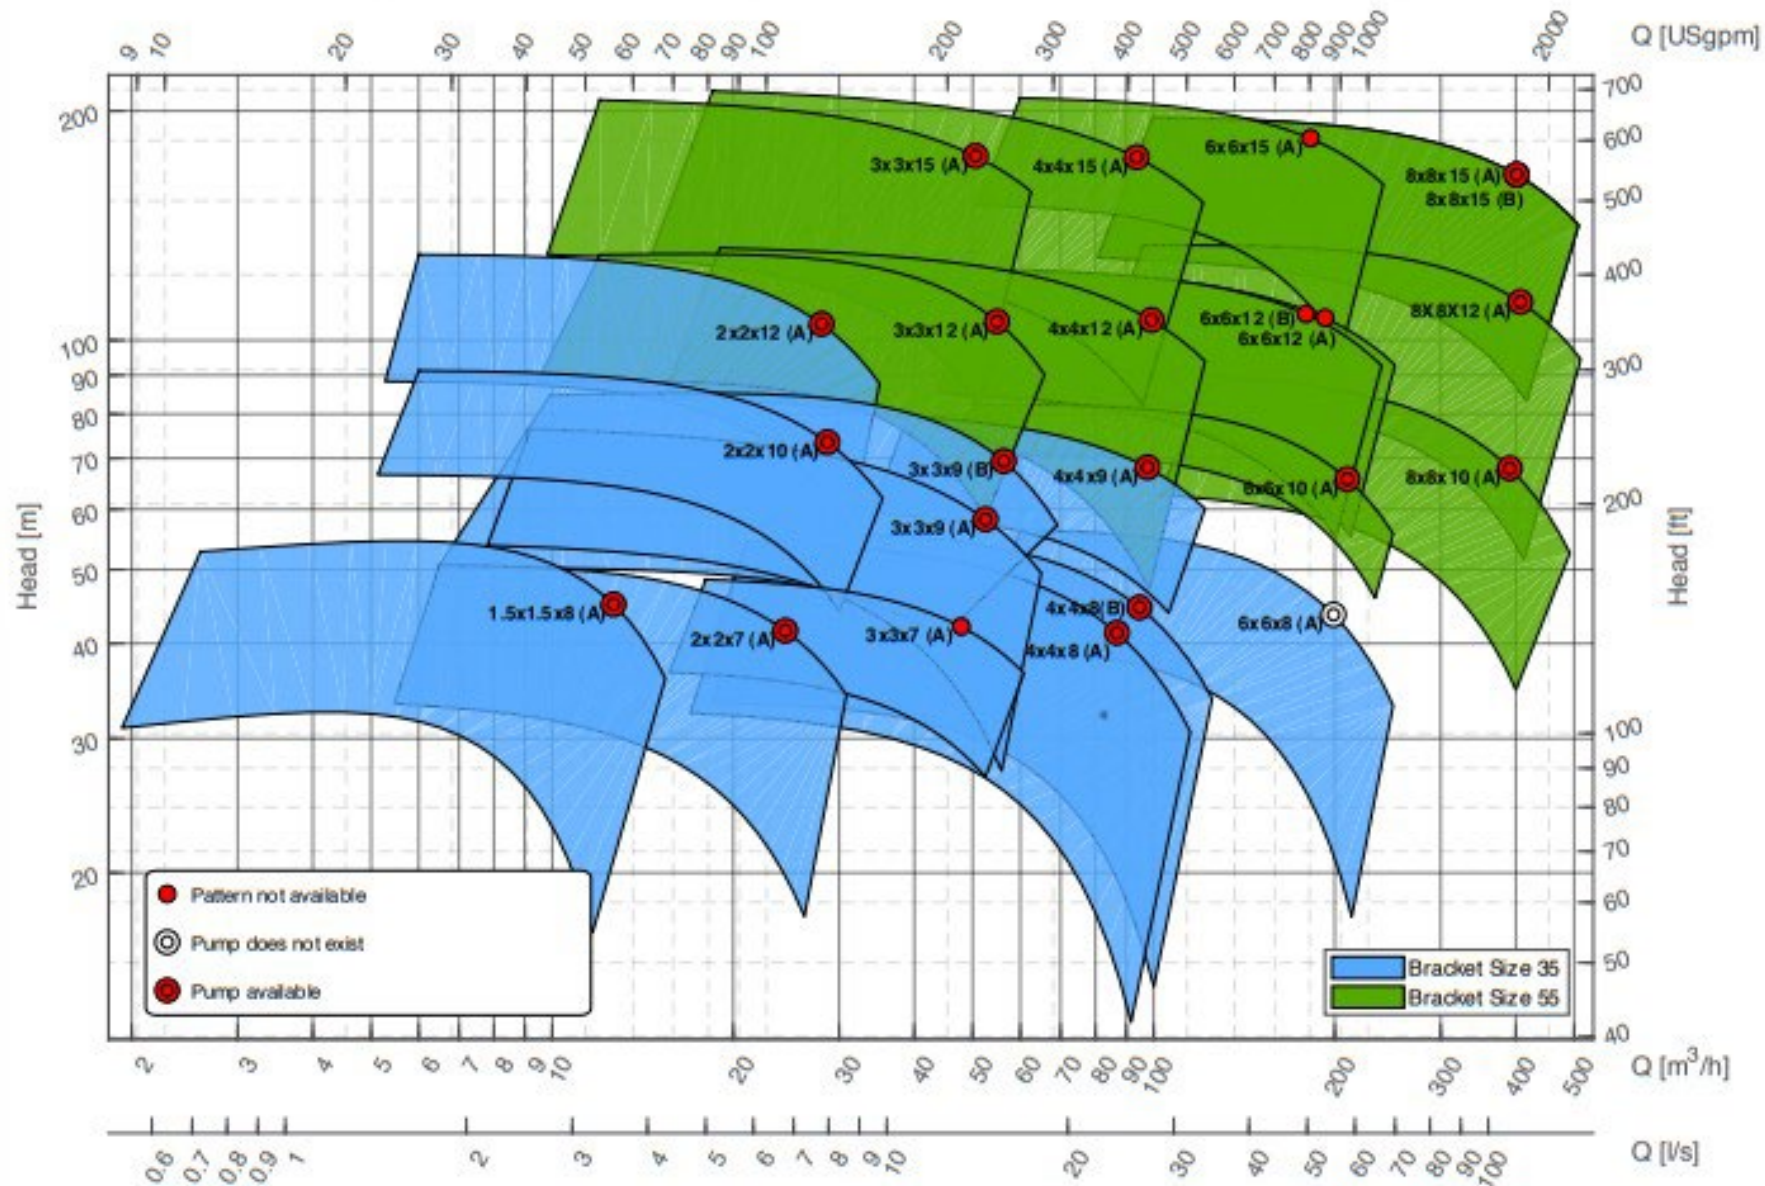 9 10 20 30 40 50 60 70 80 90 100 200 300 400 500 600 700 800 900 1000 2000 Q [USgpm]
200
100
90
80
70
60
50
40
30
20
Head [m]
700
600
500
400
300
200
100
90
80
70
60
50
40
Head [ft]
3x3x15 (A)
4x4x15 (A)
6x6x15 (A)
8x8x15 (A)
8x8x15 (B)
2x2x12 (A)
3x3x12 (A)
4x4x12 (A)
6x6x12 (B)
6x6x12 (A)
8X8X12 (A)
2x2x10 (A)
3x3x9 (B)
4x4x9 (A)
6x6x10 (A)
8x8x10 (A)
3x3x9 (A)
1.5x1.5x8 (A)
2x2x7 (A)
3x3x7 (A)
4x4x8(B)
4x4x8 (A)
6x6x8 (A)
Pattern not available
Pump does not exist
Pump available
Bracket Size 35
Bracket Size 55
2 3 4 5 6 7 8 9 10 20 30 40 50 60 70 80 90 100 200 300 400 500 Q [m³/h]
0.6 0.7 0.8 0.9 1 2 3 4 5 6 7 8 9 10 20 30 40 50 60 70 80 90 100 Q [l/s]